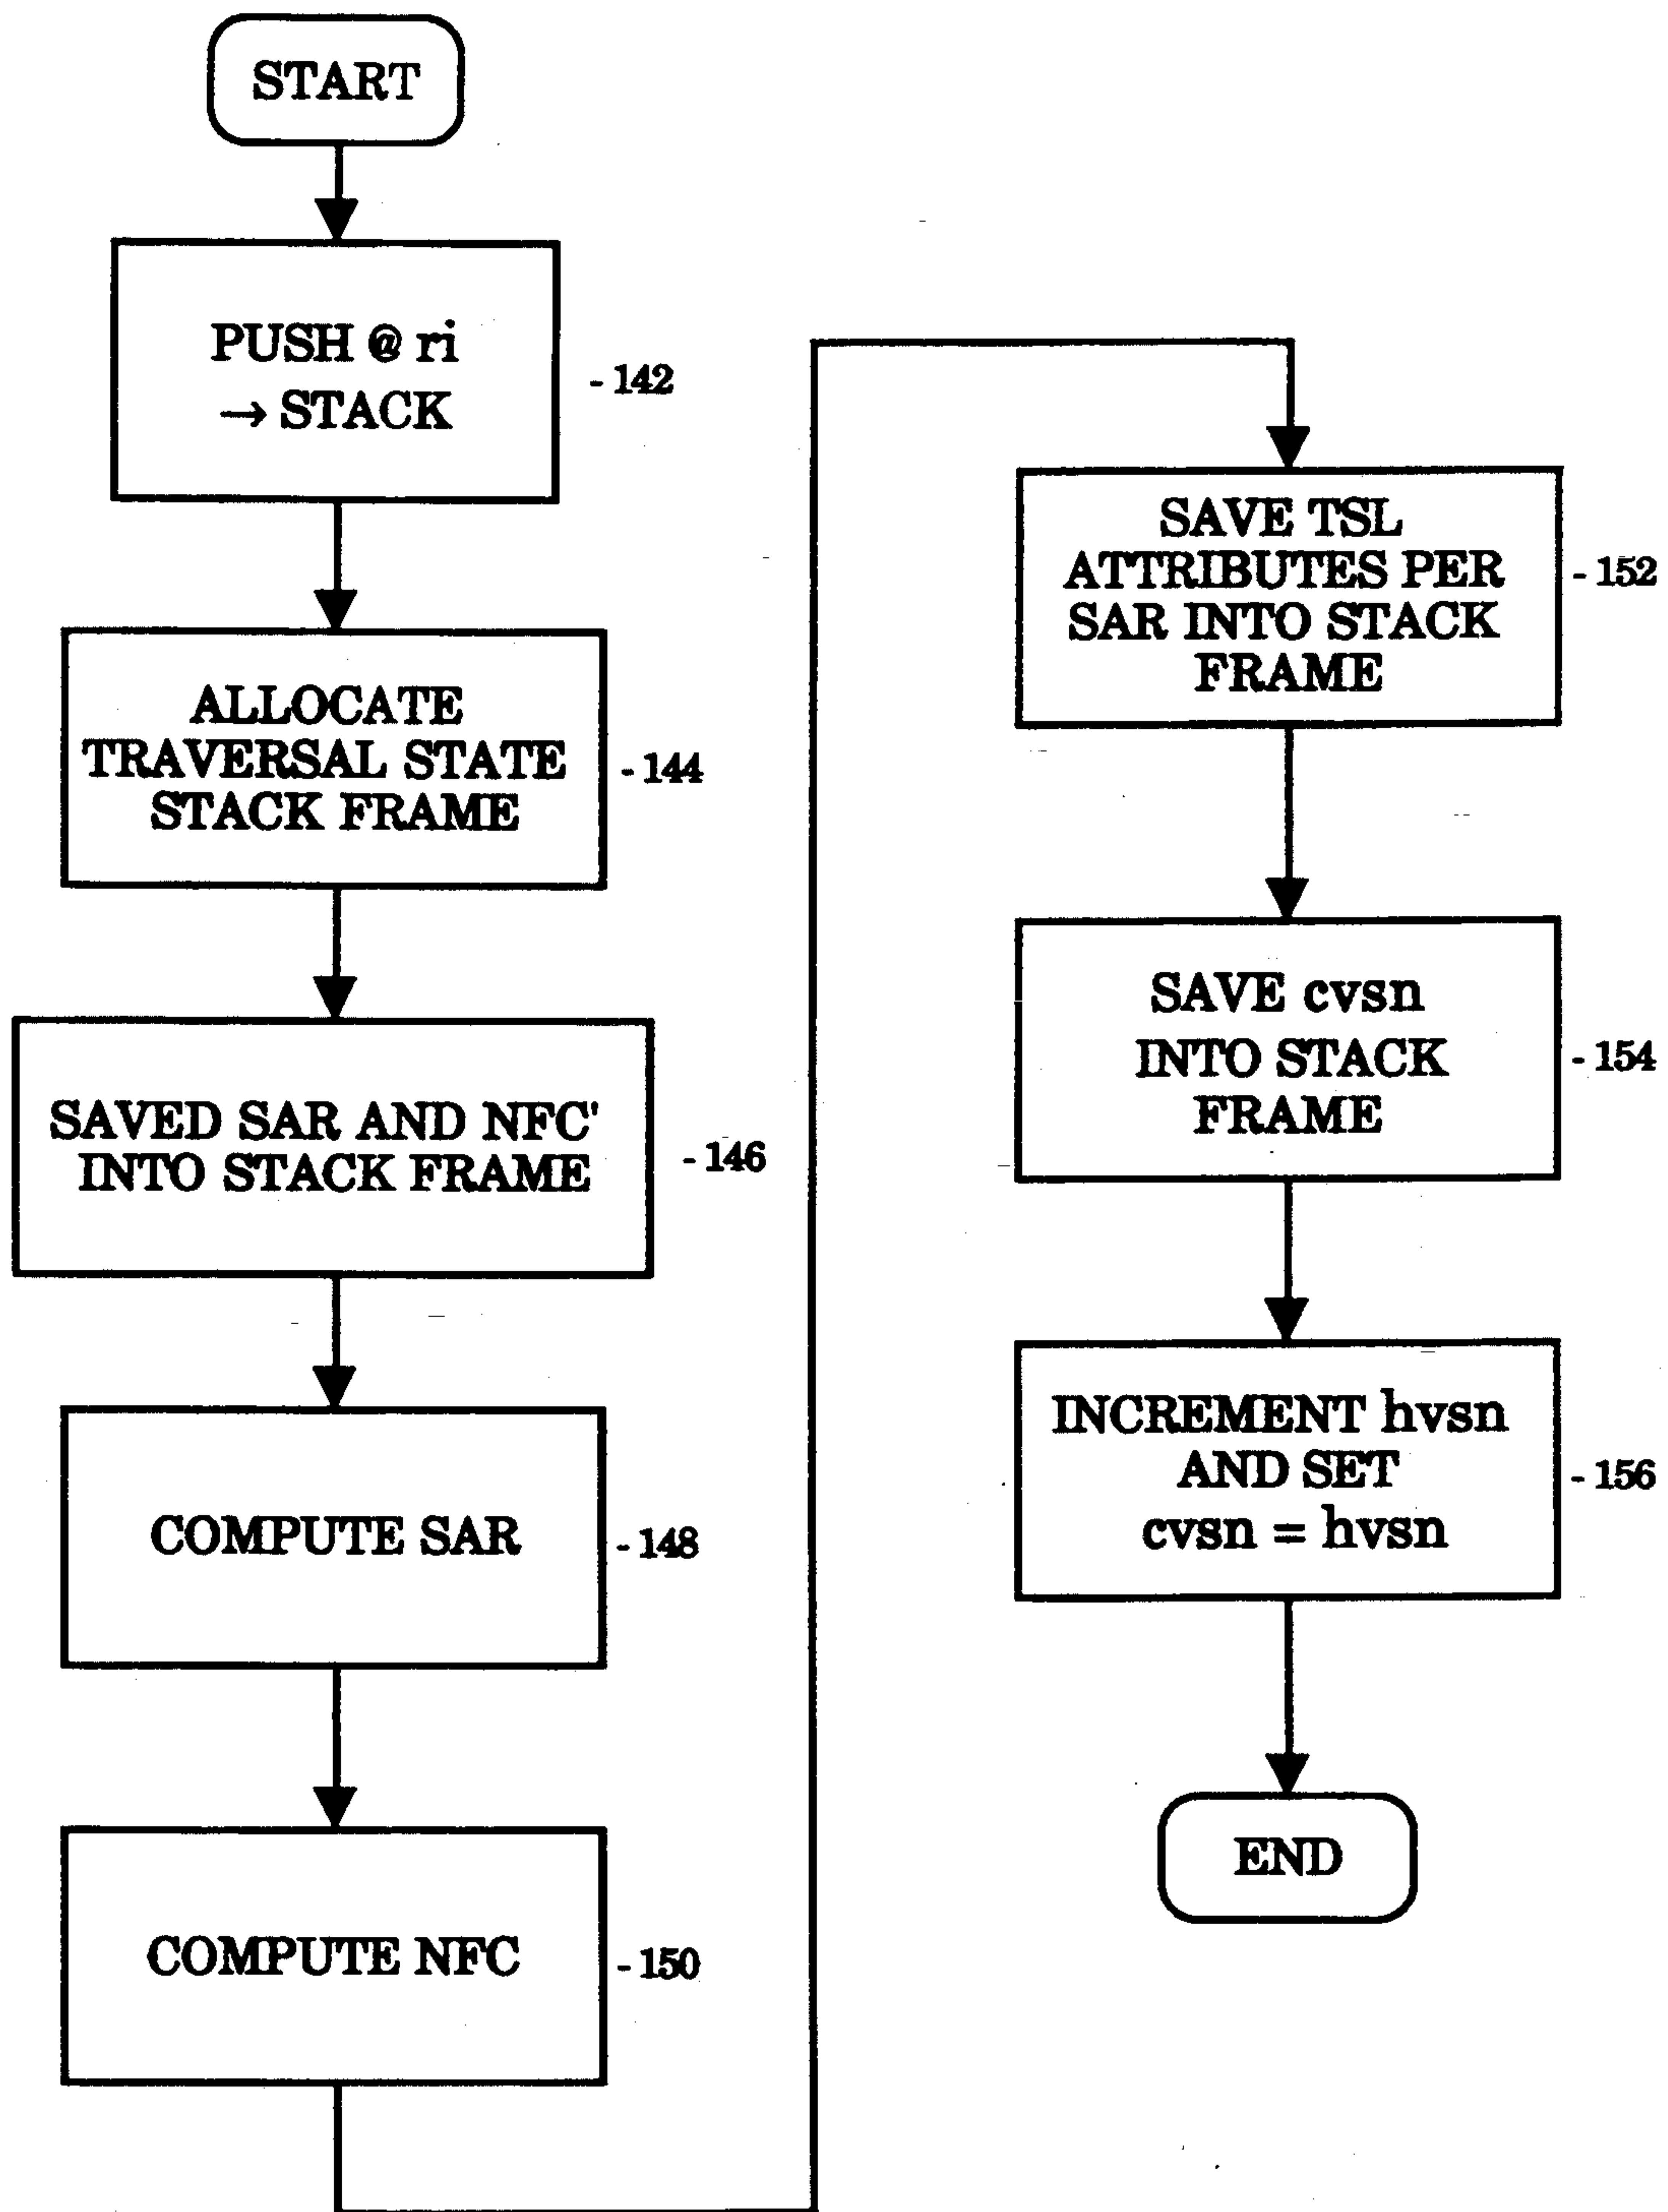 START
PUSH @ ri
→ STACK
- 142
ALLOCATE
TRAVERSAL STATE
STACK FRAME
- 144
SAVED SAR AND NFC'
INTO STACK FRAME
- 146
COMPUTE SAR
- 148
COMPUTE NFC
- 150
SAVE TSL
ATTRIBUTES PER
SAR INTO STACK
FRAME
- 152
SAVE cvsn
INTO STACK
FRAME
- 154
INCREMENT hvsn
AND SET
cvsn = hvsn
- 156
END